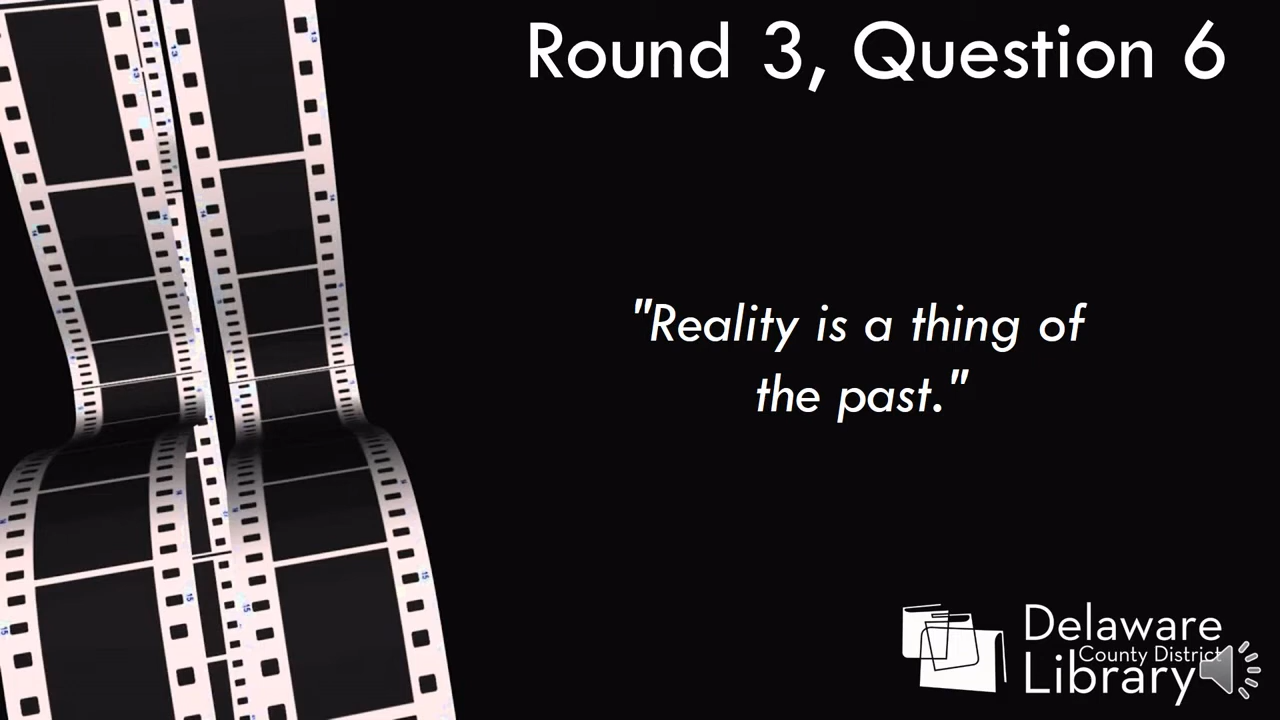 Round 3, Question 6
"Reality is a thing of
the past."
Delaware
County District
Library